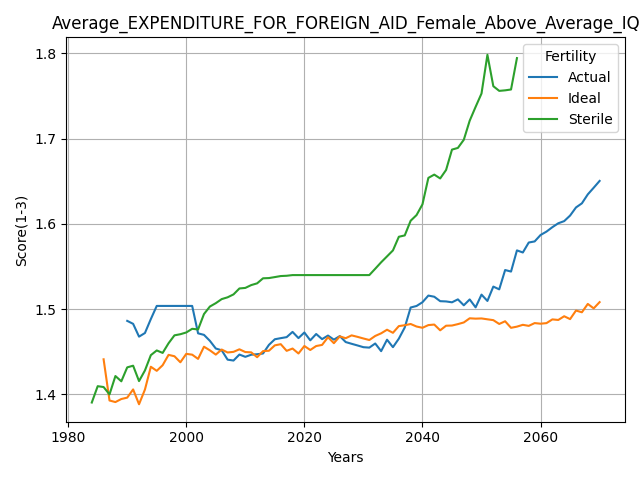 Average_EXPENDITURE_FOR_FOREIGN_AID_Female_Above_Average_IQ
Fertility
Actual
Ideal
Sterile
Score(1-3)
1.8
1.7
1.6
1.5
1.4
1980
2000
2020
2040
2060
Years